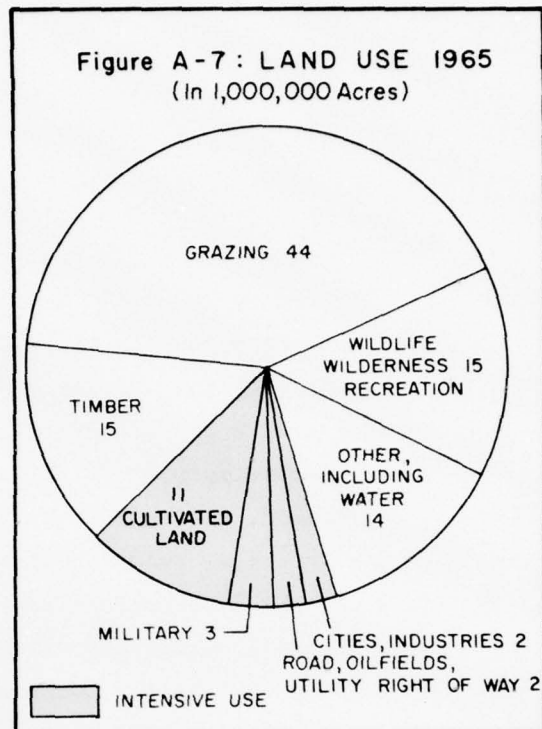 Figure A-7: LAND USE 1965
(In 1,000,000 Acres)
GRAZING 44
WILDLIFE
WILDERNESS 15
RECREATION
TIMBER
15
OTHER,
INCLUDING
WATER
14
11
CULTIVATED
LAND
MILITARY 3
CITIES, INDUSTRIES 2
ROAD, OILFIELDS,
UTILITY RIGHT OF WAY 2
INTENSIVE USE